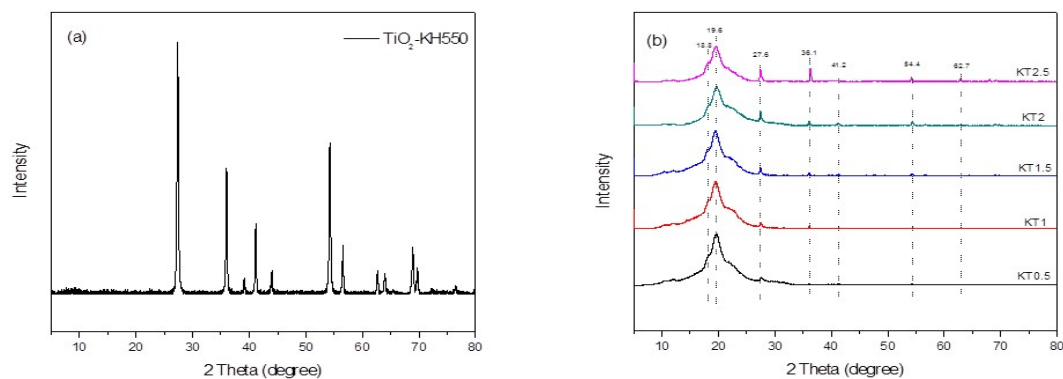 (a)
TiO2-KH550
Intensity
10 20 30 40 50 60 70 80
2 Theta (degree)
(b)
18.8 19.6 27.6 36.1 41.2 54.4 62.7
KT2.5
KT2
KT1.5
KT1
KT0.5
Intensity
10 20 30 40 50 60 70 80
2 Theta (degree)